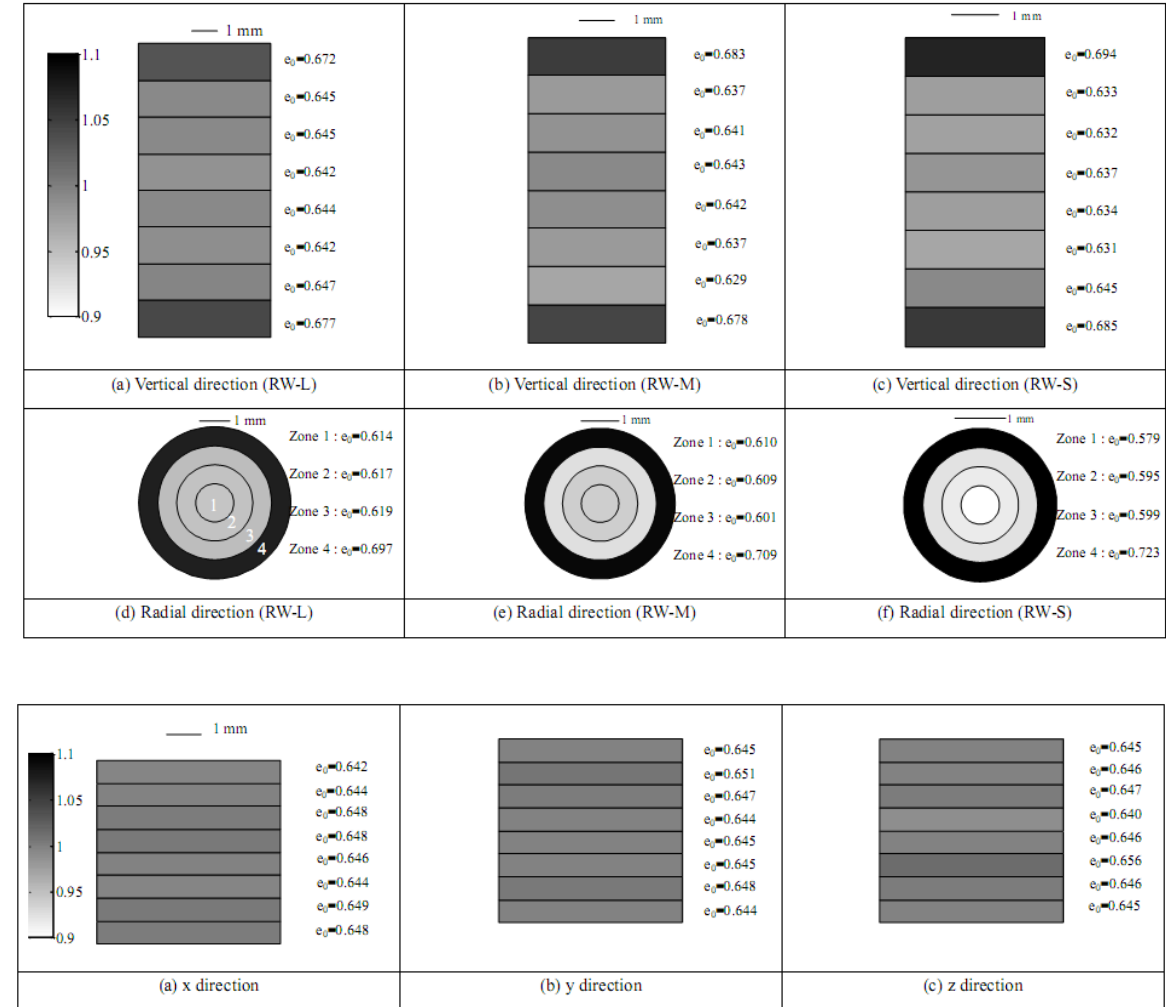 1 mm
1.1
1.05
1
0.95
0.9
e₀=0.672
e₀=0.645
e₀=0.645
e₀=0.642
e₀=0.644
e₀=0.642
e₀=0.647
e₀=0.677
1 mm
e₀=0.683
e₀=0.637
e₀=0.641
e₀=0.643
e₀=0.642
e₀=0.637
e₀=0.629
e₀=0.678
1 mm
e₀=0.694
e₀=0.633
e₀=0.632
e₀=0.637
e₀=0.634
e₀=0.631
e₀=0.645
e₀=0.685
(a) Vertical direction (RW-L)
(b) Vertical direction (RW-M)
(c) Vertical direction (RW-S)
1 mm
1
2
3
4
Zone 1 : e₀=0.614
Zone 2 : e₀=0.617
Zone 3 : e₀=0.619
Zone 4 : e₀=0.697
1 mm
Zone 1 : e₀=0.610
Zone 2 : e₀=0.609
Zone 3 : e₀=0.601
Zone 4 : e₀=0.709
1 mm
Zone 1 : e₀=0.579
Zone 2 : e₀=0.595
Zone 3 : e₀=0.599
Zone 4 : e₀=0.723
(d) Radial direction (RW-L)
(e) Radial direction (RW-M)
(f) Radial direction (RW-S)
1 mm
1.1
1.05
1
0.95
0.9
e₀=0.642
e₀=0.644
e₀=0.648
e₀=0.648
e₀=0.646
e₀=0.644
e₀=0.649
e₀=0.648
e₀=0.645
e₀=0.651
e₀=0.647
e₀=0.644
e₀=0.645
e₀=0.645
e₀=0.648
e₀=0.644
e₀=0.645
e₀=0.646
e₀=0.647
e₀=0.640
e₀=0.646
e₀=0.656
e₀=0.646
e₀=0.645
(a) x direction
(b) y direction
(c) z direction